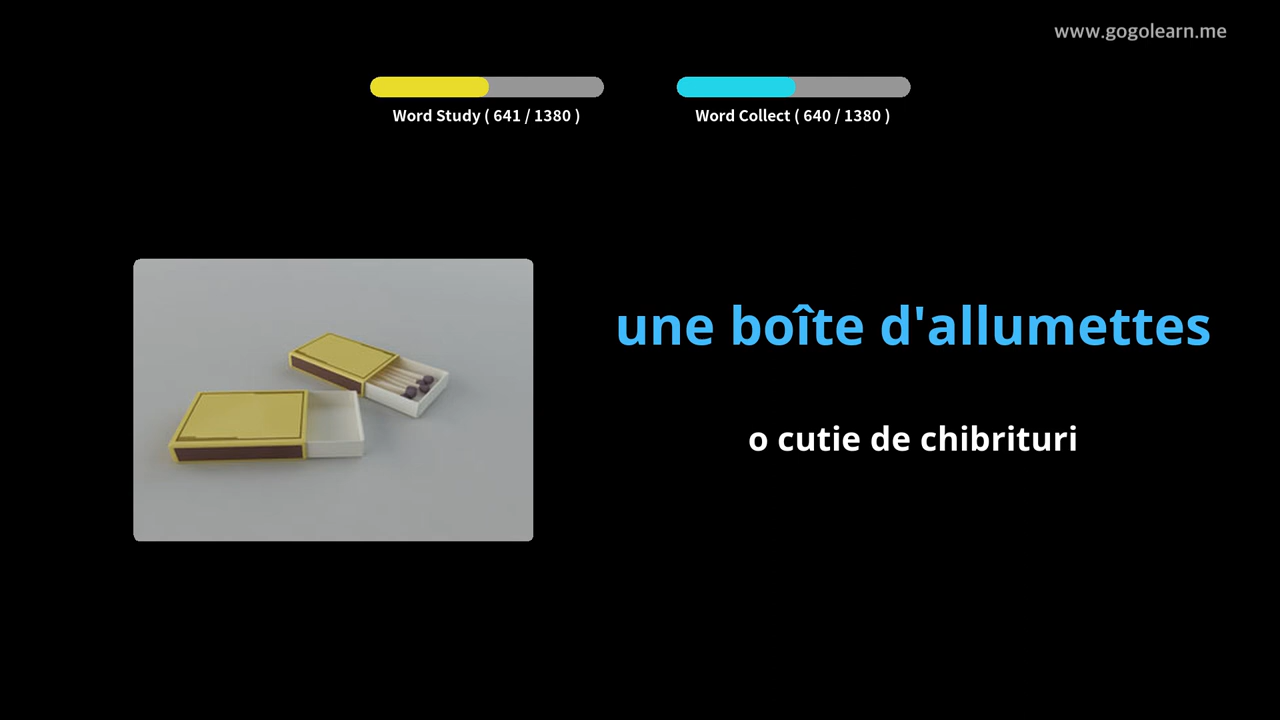 www.gogolearn.me
Word Study ( 641 / 1380 )
Word Collect ( 640 / 1380 )
une boîte d'allumettes
o cutie de chibrituri